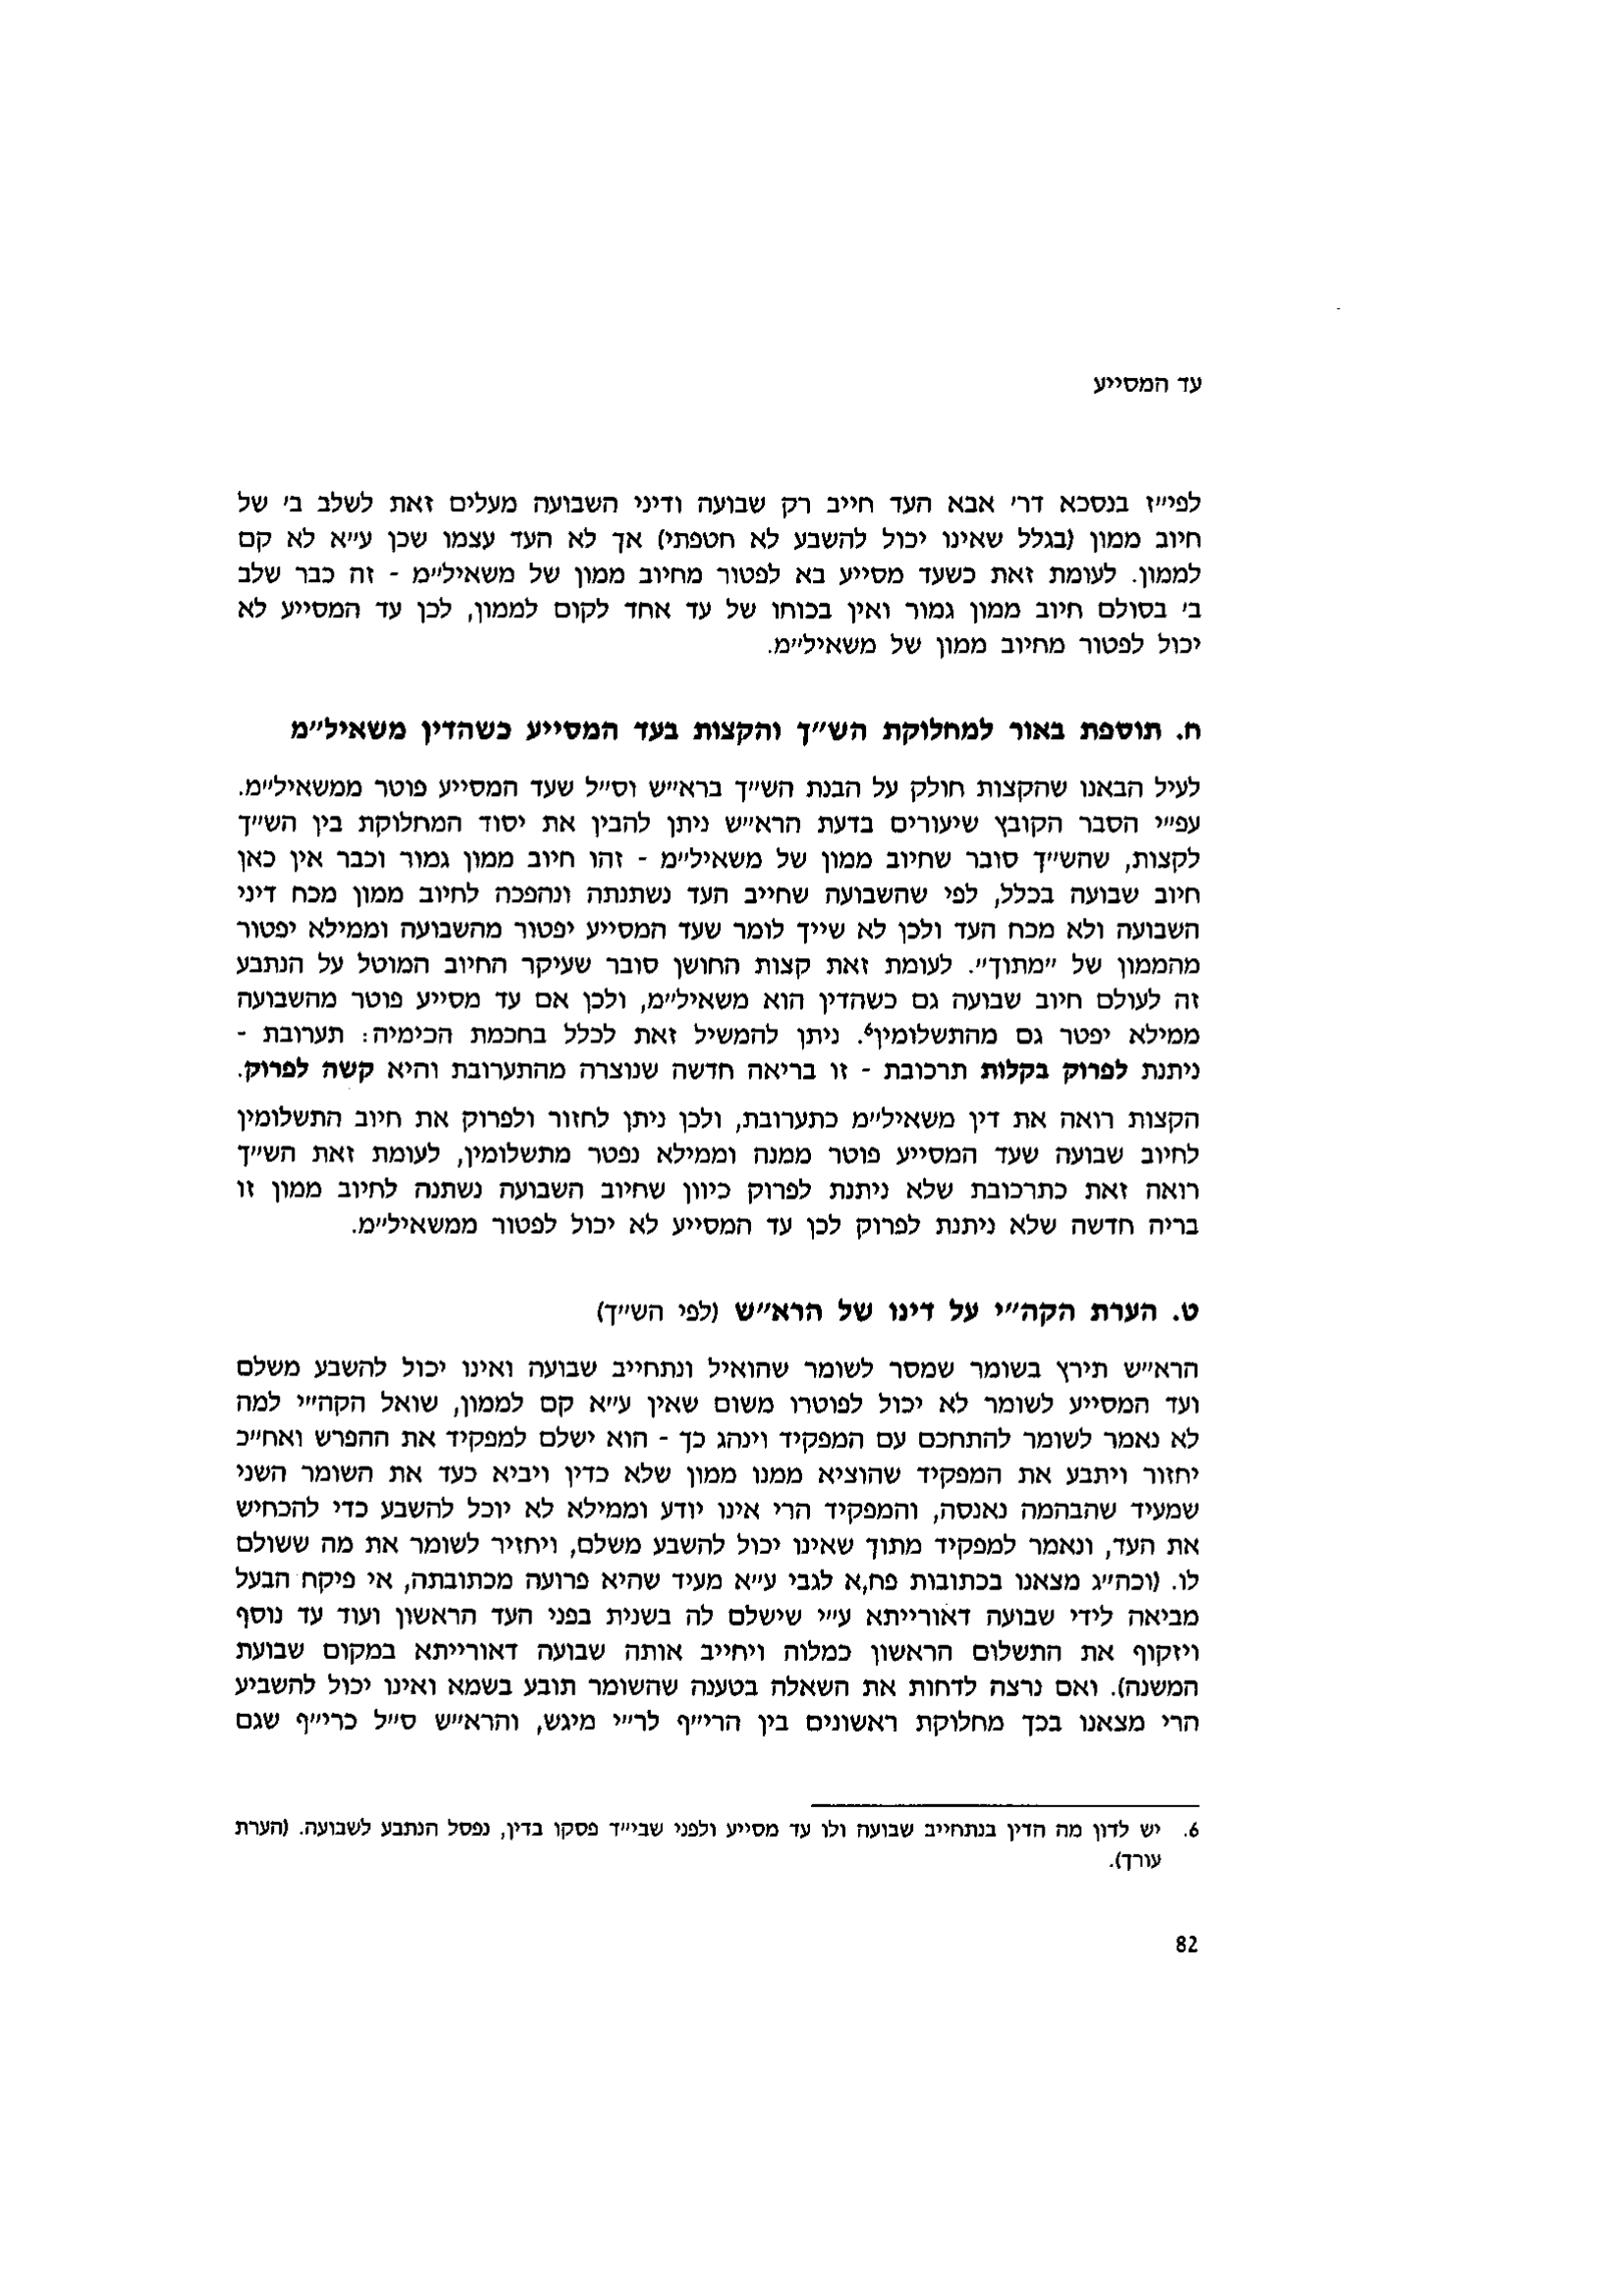 עד המסייע
לפי״ז בנסכא דר׳ אבא העד חייב רק שבועה ודיני השבועה מעלים זאת לשלב ב׳ של
חיוב ממון (בגלל שאינו יכול להשבע לא חטפתי) אך לא העד עצמו שכן ע״א לא קם
לממון. לעומת זאת כשעד מסייע בא לפטור מחיוב ממון של משאיל״מ - זה כבר שלב
ב׳ בסולם חיוב ממון גמור ואין בכוחו של עד אחד לקום לממון, לכן עד המסייע לא
יכול לפטור מחיוב ממון של משאיל״מ.
ח. תוספת באור למחלוקת הש״ך והקצות בעד המסייע כשהדין משאיל״מ
לעיל הבאנו שהקצות חולק על הבנת הש״ך ברא״ש וס״ל שעד המסייע פוטר ממשאיל״מ.
עפ״י הסבר הקובץ שיעורים בדעת הרא״ש ניתן להבין את יסוד המחלוקת בין הש״ך
לקצות, שהש״ך סובר שחיוב ממון של משאיל״מ - זהו חיוב ממון גמור וכבר אין כאן
חיוב שבועה בכלל, לפי שהשבועה שחייב העד נשתנתה ונהפכה לחיוב ממון מכח דיני
השבועה ולא מכח העד ולכן לא שייך לומר שעד המסייע יפטור מהשבועה וממילא יפטור
מהממון של ״מתוך״. לעומת זאת קצות החושן סובר שעיקר החיוב המוטל על הנתבע
זה לעולם חיוב שבועה גם כשהדין הוא משאיל״מ, ולכן אם עד מסייע פוטר מהשבועה
ממילא יפטר גם מהתשלומין⁶. ניתן להמשיל זאת לכלל בחכמת הכימיה: תערובת -
ניתנת לפרוק בקלות תרכובת - זו בריאה חדשה שנוצרה מהתערובת והיא קשה לפרוק.
הקצות רואה את דין משאיל״מ כתערובת, ולכן ניתן לחזור ולפרוק את חיוב התשלומין
לחיוב שבועה שעד המסייע פוטר ממנה וממילא נפטר מתשלומין, לעומת זאת הש״ך
רואה זאת כתרכובת שלא ניתנת לפרוק כיוון שחיוב השבועה נשתנה לחיוב ממון זו
בריה חדשה שלא ניתנת לפרוק לכן עד המסייע לא יכול לפטור ממשאיל״מ.
ט. הערת הקה״י על דינו של הרא״ש (לפי הש״ך)
הרא״ש תירץ בשומר שמסר לשומר שהואיל ונתחייב שבועה ואינו יכול להשבע משלם
ועד המסייע לשומר לא יכול לפוטרו משום שאין ע״א קם לממון, שואל הקה״י למה
לא נאמר לשומר להתחכם עם המפקיד וינהג כך - הוא ישלם למפקיד את ההפרש ואח״כ
יחזור ויתבע את המפקיד שהוציא ממנו ממון שלא כדין ויביא כעד את השומר השני
שמעיד שהבהמה נאנסה, והמפקיד הרי אינו יודע וממילא לא יוכל להשבע כדי להכחיש
את העד, ונאמר למפקיד מתוך שאינו יכול להשבע משלם, ויחזיר לשומר את מה ששולם
לו. (וכח״ג מצאנו בכתובות פח,א לגבי ע״א מעיד שהיא פרועה מכתובתה, אי פיקח הבעל
מביאה לידי שבועה דאורייתא ע״י שישלם לה בשנית בפני העד הראשון ועוד עד נוסף
ויזקוף את התשלום הראשון כמלוה ויחייב אותה שבועה דאורייתא במקום שבועת
המשנה). ואם נרצה לדחות את השאלה בטענה שהשומר תובע בשמא ואינו יכול להשביע
הרי מצאנו בכך מחלוקת ראשונים בין הרי״ף לר״י מיגש, והרא״ש ס״ל כרי״ף שגם
6. יש לדון מה הדין בנתחייב שבועה ולו עד מסייע ולפני שבי״ד פסקו בדין, נפסל הנתבע לשבועה. (הערת
עורך).
82